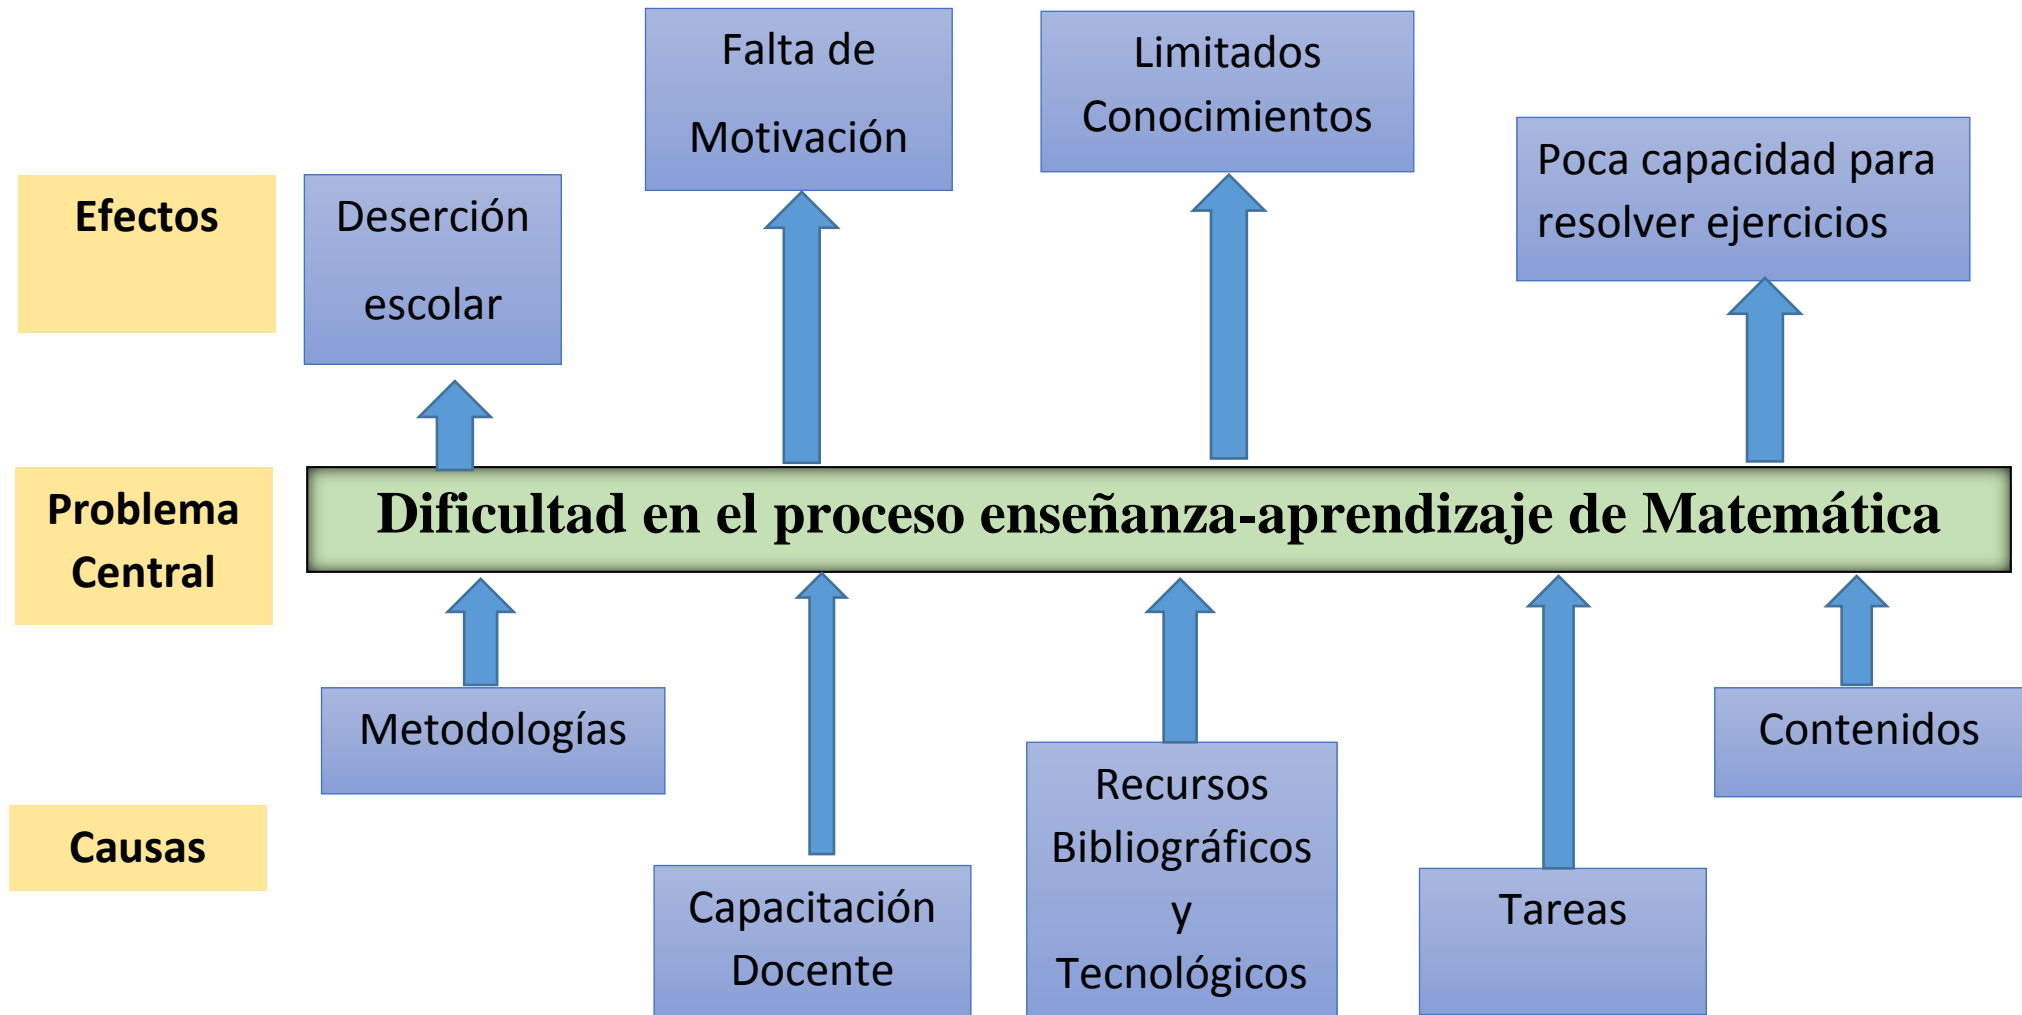 Efectos
Deserción
escolar
Falta de
Motivación
Limitados
Conocimientos
Poca capacidad para
resolver ejercicios
Problema
Central
Dificultad en el proceso enseñanza-aprendizaje de Matemática
Causas
Metodologías
Capacitación
Docente
Recursos
Bibliográficos
y
Tecnológicos
Tareas
Contenidos